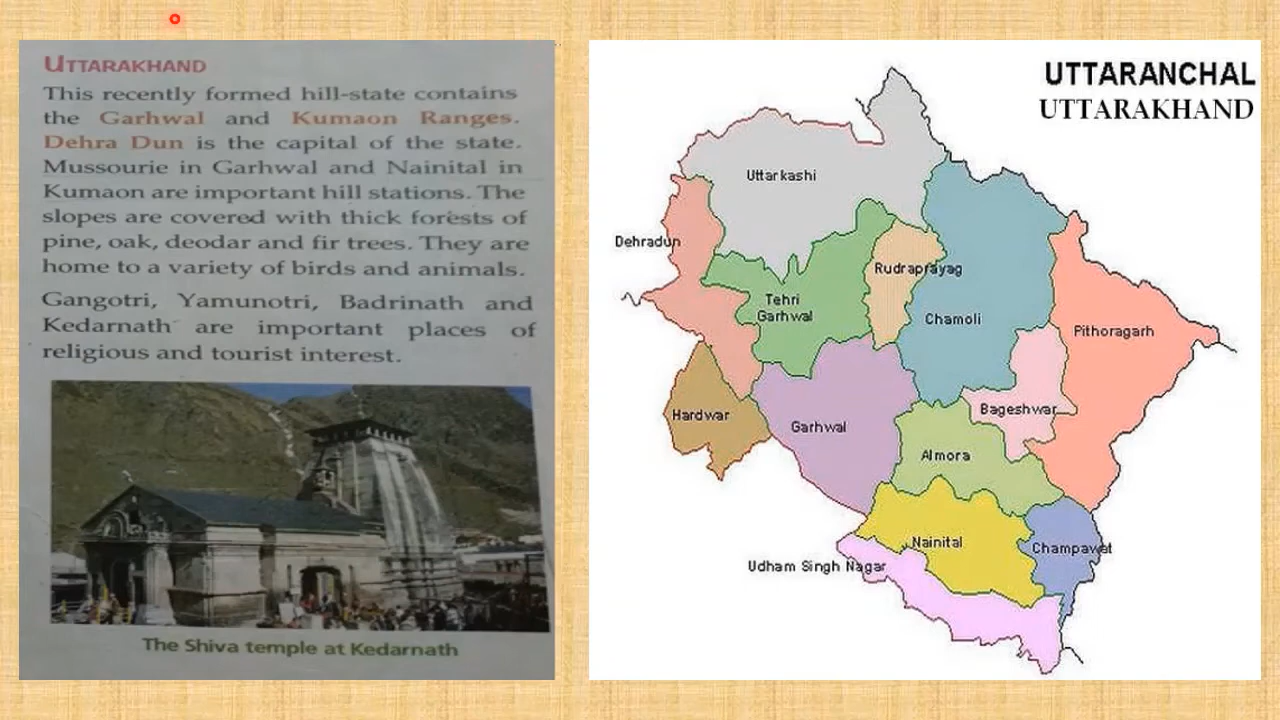 UTTARAKHAND
This recently formed hill-state contains
the Garhwal and Kumaon Ranges.
Dehra Dun is the capital of the state.
Mussourie in Garhwal and Nainital in
Kumaon are important hill stations. The
slopes are covered with thick forests of
pine, oak, deodar and fir trees. They are
home to a variety of birds and animals.
Gangotri, Yamunotri, Badrinath and
Kedarnath are important places of
religious and tourist interest.
The Shiva temple at Kedarnath
UTTARANCHAL
UTTARAKHAND
Uttarkashi
Dehradun
Rudraprayag
Tehri
Garhwal
Chamoli
Pithoragarh
Hardwar
Garhwal
Bageshwar
Almora
Nainital
Champawat
Udham Singh Nagar